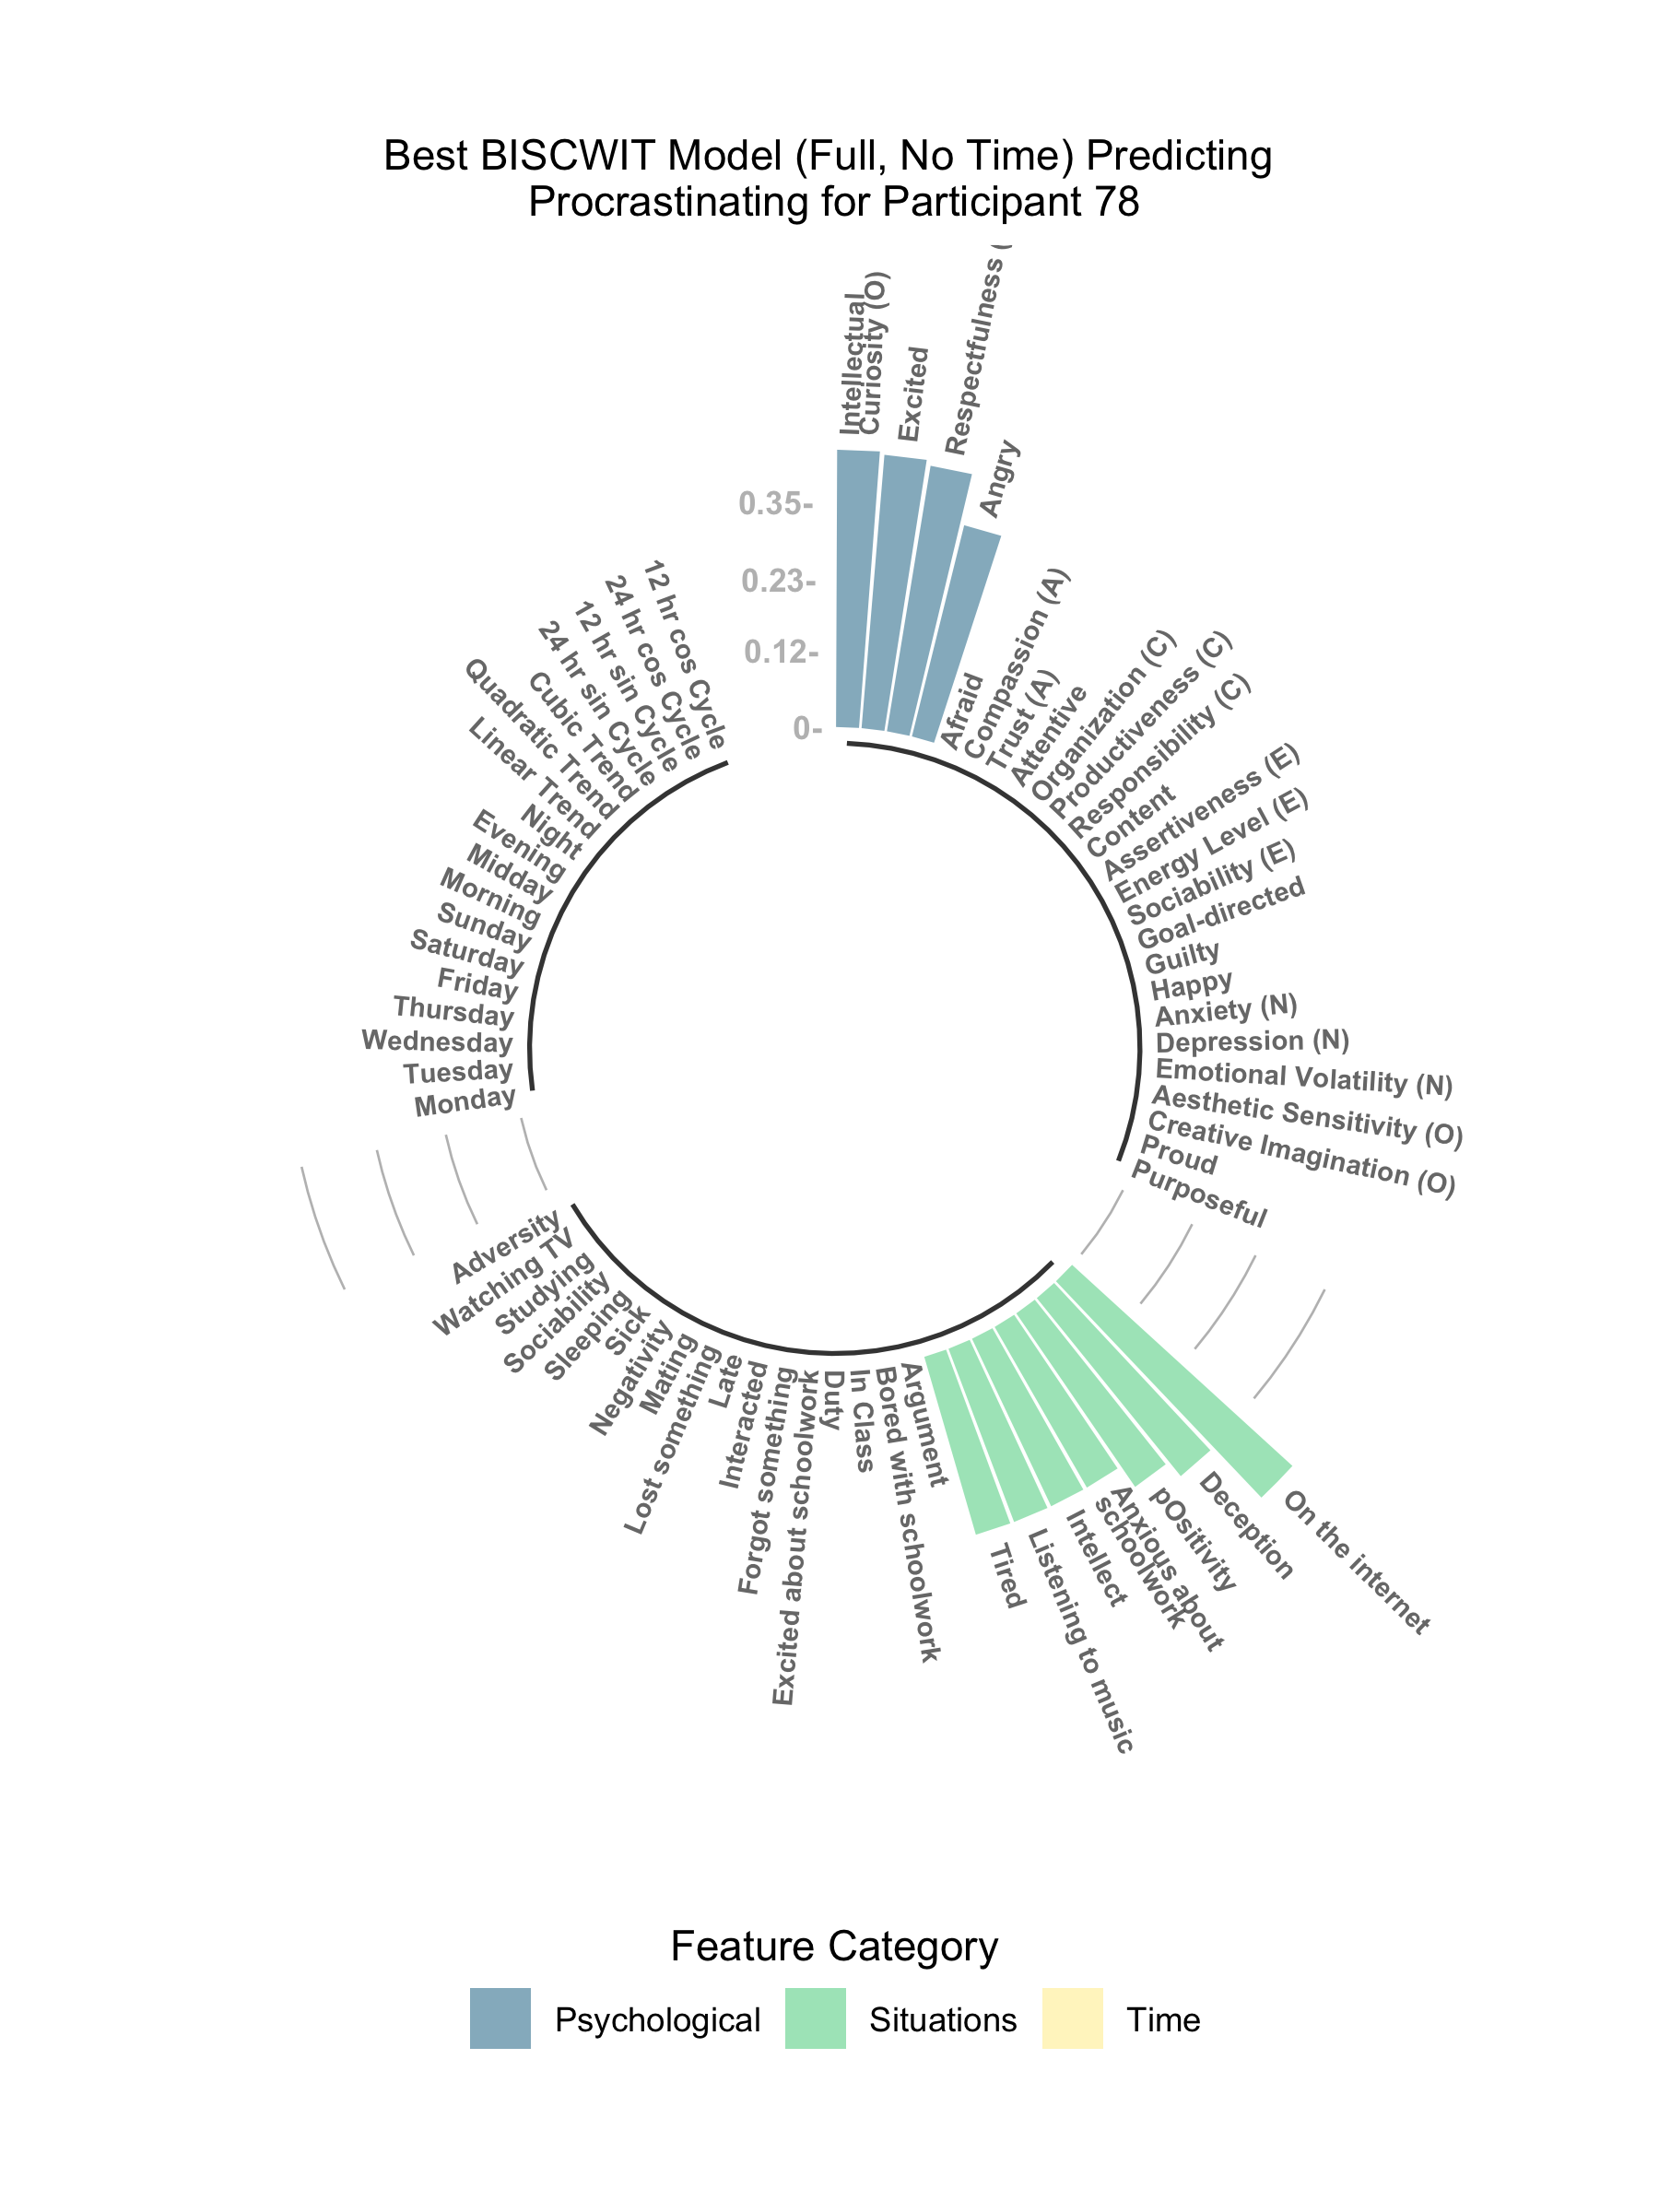 Best BISCWIT Model (Full, No Time) Predicting
Procrastinating for Participant 78
0.35-
0.23-
0.12-
0-
Intellectual
Curiosity (O)
Excited
Respectfulness (
Angry
Afraid
Compassion (A)
Trust (A)
Attentive
Organization (C)
Productiveness (C)
Responsibility (C)
Content
Assertiveness (E)
Energy Level (E)
Sociability (E)
Goal-directed
Guilty
Happy
Anxiety (N)
Depression (N)
Emotional Volatility (N)
Aesthetic Sensitivity (O)
Creative Imagination (O)
Proud
Purposeful
On the internet
Deception
pOsitivity
Anxious about
schoolwork
Intellect
Listening to music
Tired
Argument
Bored with schoolwork
In Class
Duty
Excited about schoolwork
Forgot something
Interacted
Late
Lost something
Mating
Negativity
Sick
Sleeping
Sociability
Studying
Watching TV
Adversity
Monday
Tuesday
Wednesday
Thursday
Friday
Saturday
Sunday
Morning
Midday
Evening
Night
Linear Trend
Quadratic Trend
Cubic Trend
24 hr sin Cycle
12 hr sin Cycle
24 hr cos Cycle
12 hr cos Cycle
Feature Category
Psychological
Situations
Time